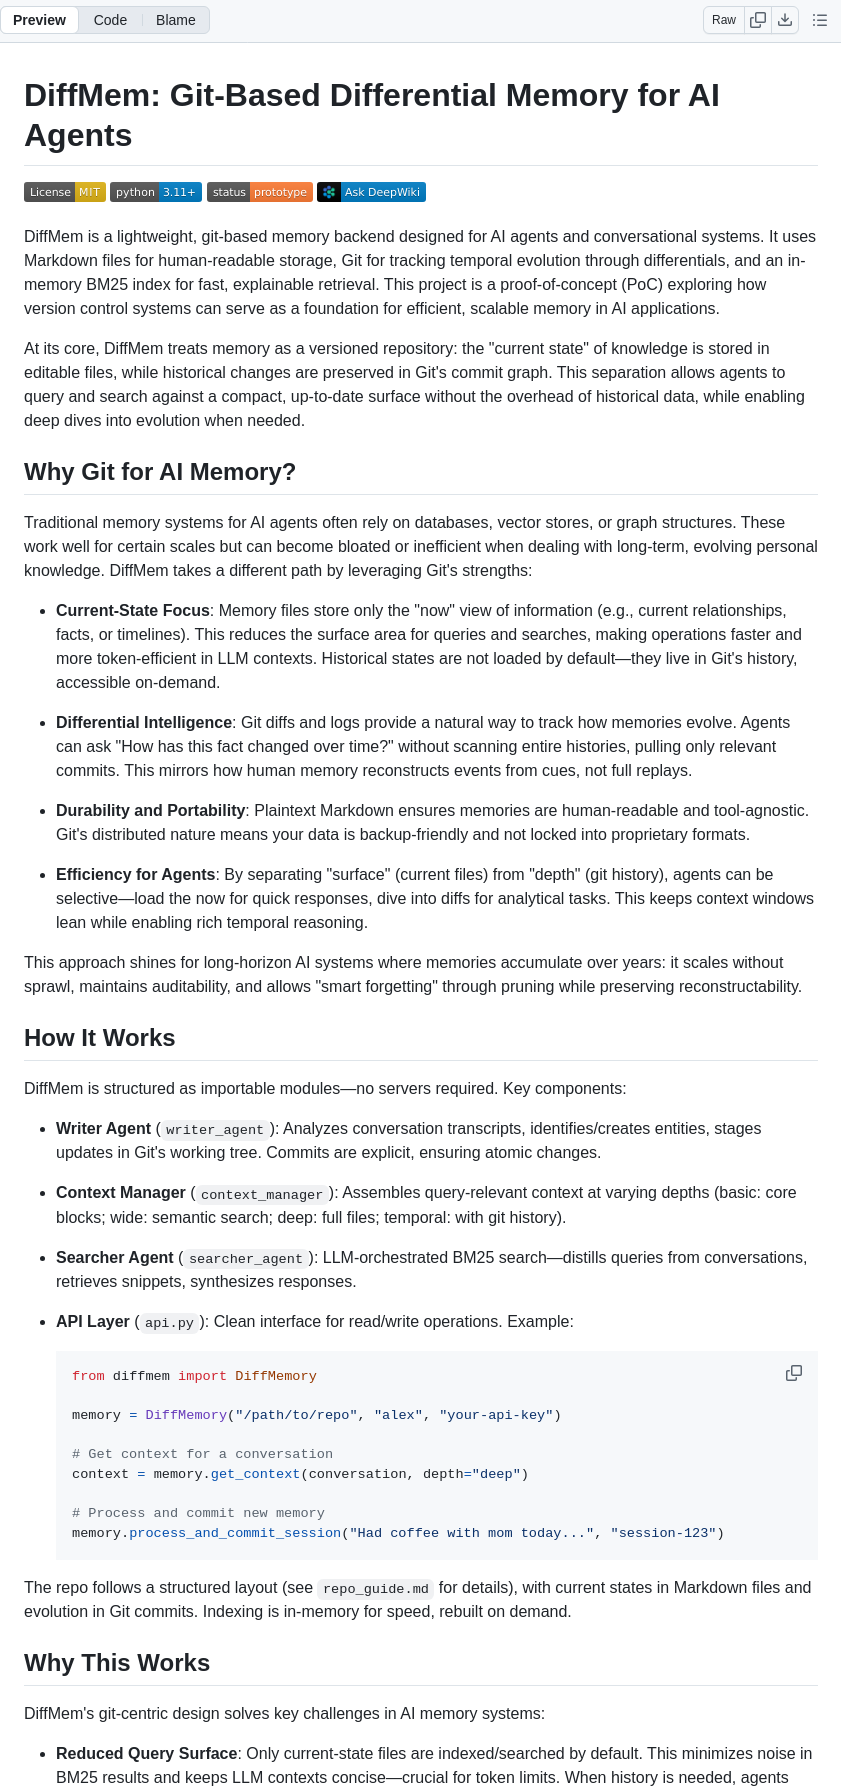 Preview Code Blame Raw
DiffMem: Git-Based Differential Memory for AI
Agents
License MIT python 3.11+ status prototype Ask DeepWiki
DiffMem is a lightweight, git-based memory backend designed for AI agents and conversational systems. It uses
Markdown files for human-readable storage, Git for tracking temporal evolution through differentials, and an in-
memory BM25 index for fast, explainable retrieval. This project is a proof-of-concept (PoC) exploring how
version control systems can serve as a foundation for efficient, scalable memory in AI applications.
At its core, DiffMem treats memory as a versioned repository: the "current state" of knowledge is stored in
editable files, while historical changes are preserved in Git's commit graph. This separation allows agents to
query and search against a compact, up-to-date surface without the overhead of historical data, while enabling
deep dives into evolution when needed.
Why Git for AI Memory?
Traditional memory systems for AI agents often rely on databases, vector stores, or graph structures. These
work well for certain scales but can become bloated or inefficient when dealing with long-term, evolving personal
knowledge. DiffMem takes a different path by leveraging Git's strengths:
• Current-State Focus: Memory files store only the "now" view of information (e.g., current relationships,
facts, or timelines). This reduces the surface area for queries and searches, making operations faster and
more token-efficient in LLM contexts. Historical states are not loaded by default—they live in Git's history,
accessible on-demand.
• Differential Intelligence: Git diffs and logs provide a natural way to track how memories evolve. Agents
can ask "How has this fact changed over time?" without scanning entire histories, pulling only relevant
commits. This mirrors how human memory reconstructs events from cues, not full replays.
• Durability and Portability: Plaintext Markdown ensures memories are human-readable and tool-agnostic.
Git's distributed nature means your data is backup-friendly and not locked into proprietary formats.
• Efficiency for Agents: By separating "surface" (current files) from "depth" (git history), agents can be
selective—load the now for quick responses, dive into diffs for analytical tasks. This keeps context windows
lean while enabling rich temporal reasoning.
This approach shines for long-horizon AI systems where memories accumulate over years: it scales without
sprawl, maintains auditability, and allows "smart forgetting" through pruning while preserving reconstructability.
How It Works
DiffMem is structured as importable modules—no servers required. Key components:
• Writer Agent (writer_agent): Analyzes conversation transcripts, identifies/creates entities, stages
updates in Git's working tree. Commits are explicit, ensuring atomic changes.
• Context Manager (context_manager): Assembles query-relevant context at varying depths (basic: core
blocks; wide: semantic search; deep: full files; temporal: with git history).
• Searcher Agent (searcher_agent): LLM-orchestrated BM25 search—distills queries from conversations,
retrieves snippets, synthesizes responses.
• API Layer (api.py): Clean interface for read/write operations. Example:
from diffmem import DiffMemory
memory = DiffMemory("/path/to/repo", "alex", "your-api-key")
# Get context for a conversation
context = memory.get_context(conversation, depth="deep")
# Process and commit new memory
memory.process_and_commit_session("Had coffee with mom today...", "session-123")
The repo follows a structured layout (see repo_guide.md for details), with current states in Markdown files and
evolution in Git commits. Indexing is in-memory for speed, rebuilt on demand.
Why This Works
DiffMem's git-centric design solves key challenges in AI memory systems:
• Reduced Query Surface: Only current-state files are indexed/searched by default. This minimizes noise in
BM25 results and keeps LLM contexts concise—crucial for token limits. When history is needed, agents